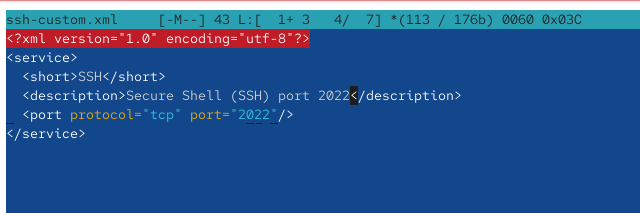 ssh-custom.xml     [-M--] 43 L:[  1+ 3   4/  7] *(113 / 176b) 0060 0x03C
<?xml version="1.0" encoding="utf-8"?>
<service>
  <short>SSH</short>
  <description>Secure Shell (SSH) port 2022</description>
  <port protocol="tcp" port="2022"/>
</service>